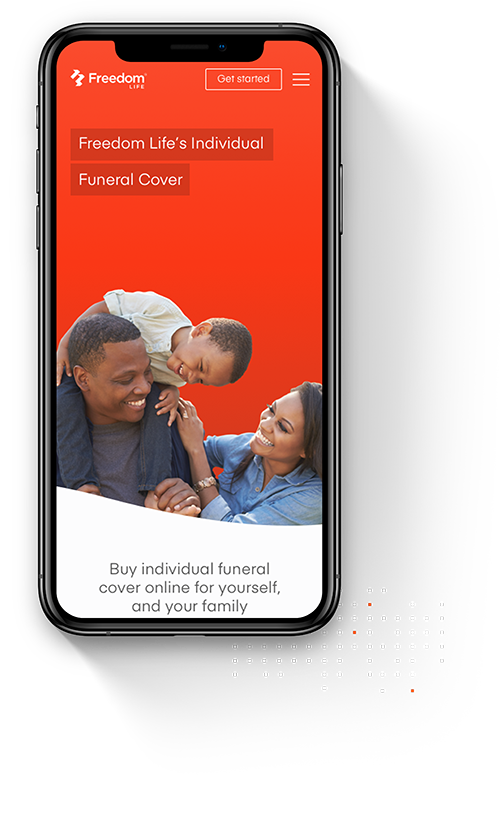 Freedom
LIFE
Get started
Freedom Life's Individual
Funeral Cover
Buy individual funeral
cover online for yourself,
and your family